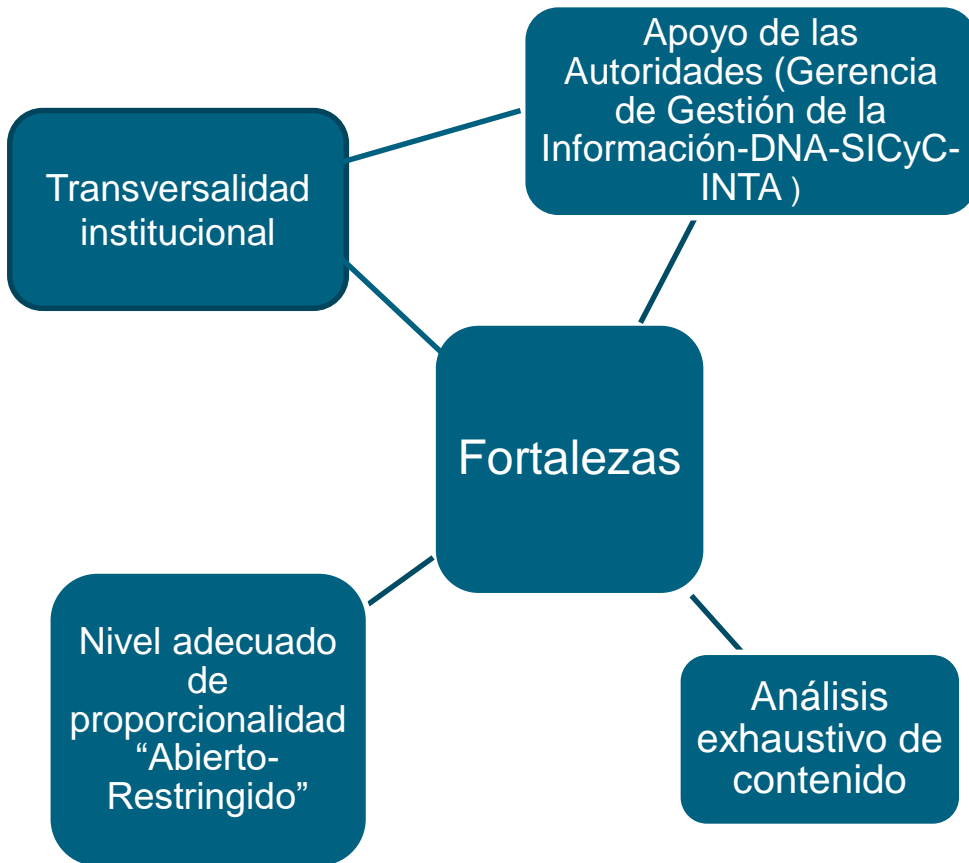 Apoyo de las
Autoridades (Gerencia
de Gestión de la
Información-DNA-SICyC-
INTA )
Transversalidad
institucional
Fortalezas
Nivel adecuado
de
proporcionalidad
“Abierto-
Restringido”
Análisis
exhaustivo de
contenido